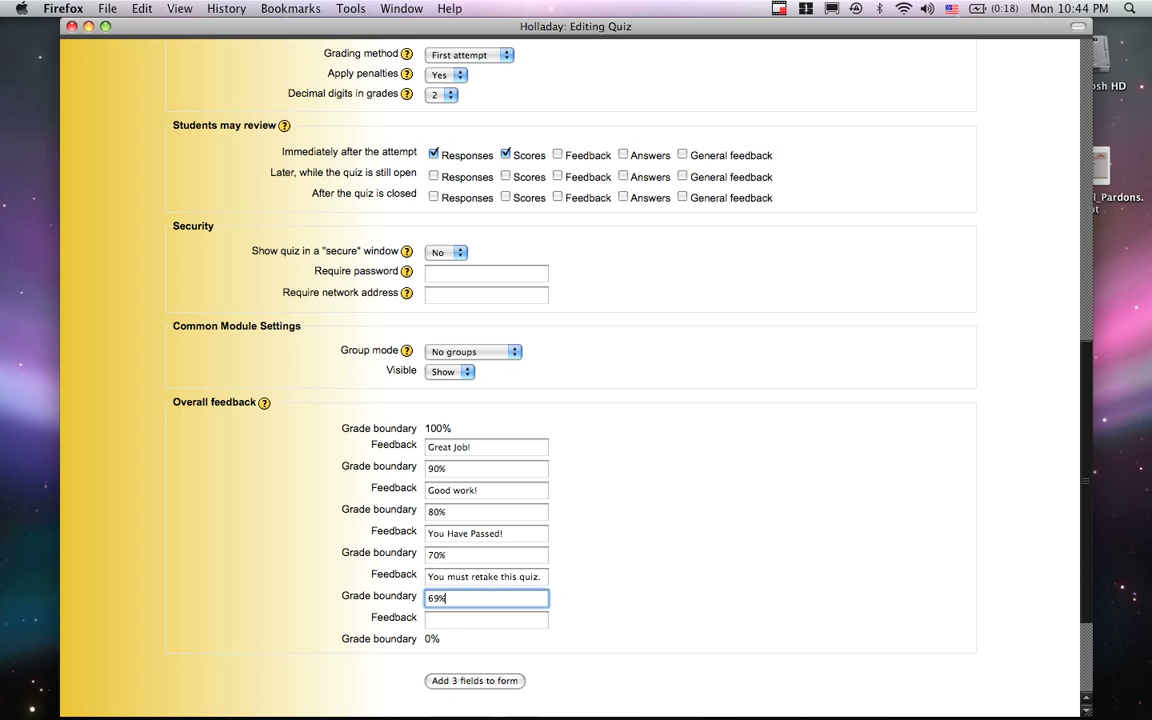 Firefox File Edit View History Bookmarks Tools Window Help (0:18) Mon 10:44 PM
Holladay: Editing Quiz
osh HD
Grading method ? First attempt
Apply penalties ? Yes
Decimal digits in grades ? 2
Students may review ?
Immediately after the attempt Responses Scores Feedback Answers General feedback
Later, while the quiz is still open Responses Scores Feedback Answers General feedback
After the quiz is closed Responses Scores Feedback Answers General feedback
l_Pardons.
Security
Show quiz in a "secure" window ? No
Require password ?
Require network address ?
Common Module Settings
Group mode ? No groups
Visible Show
Overall feedback ?
Grade boundary 100%
Feedback Great Job!
Grade boundary 90%
Feedback Good work!
Grade boundary 80%
Feedback You Have Passed!
Grade boundary 70%
Feedback You must retake this quiz.
Grade boundary 69%
Feedback
Grade boundary 0%
Add 3 fields to form